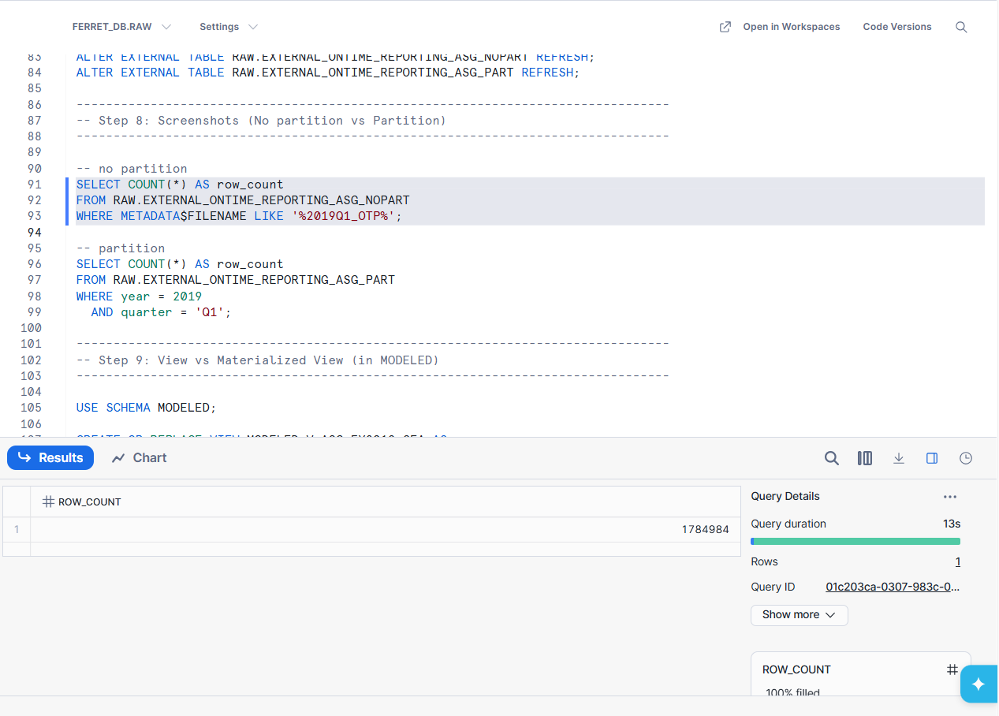 FERRET_DB.RAW Settings Open in Workspaces Code Versions
83 ALTER EXTERNAL TABLE RAW.EXTERNAL_ONTIME_REPORTING_ASG_NOPART REFRESH;
84 ALTER EXTERNAL TABLE RAW.EXTERNAL_ONTIME_REPORTING_ASG_PART REFRESH;
85
86 --------------------------------------------------------------------------------
87 -- Step 8: Screenshots (No partition vs Partition)
88 --------------------------------------------------------------------------------
89
90 -- no partition
91 SELECT COUNT(*) AS row_count
92 FROM RAW.EXTERNAL_ONTIME_REPORTING_ASG_NOPART
93 WHERE METADATA$FILENAME LIKE '%2019Q1_OTP%';
94
95 -- partition
96 SELECT COUNT(*) AS row_count
97 FROM RAW.EXTERNAL_ONTIME_REPORTING_ASG_PART
98 WHERE year = 2019
99 AND quarter = 'Q1';
100
101 --------------------------------------------------------------------------------
102 -- Step 9: View vs Materialized View (in MODELED)
103 --------------------------------------------------------------------------------
104
105 USE SCHEMA MODELED;
106
107 CREATE OR REPLACE VIEW
Results Chart
ROW_COUNT
1 1784984
Query Details
Query duration 13s
Rows 1
Query ID 01c203ca-0307-983c-0...
Show more
ROW_COUNT
100% filled